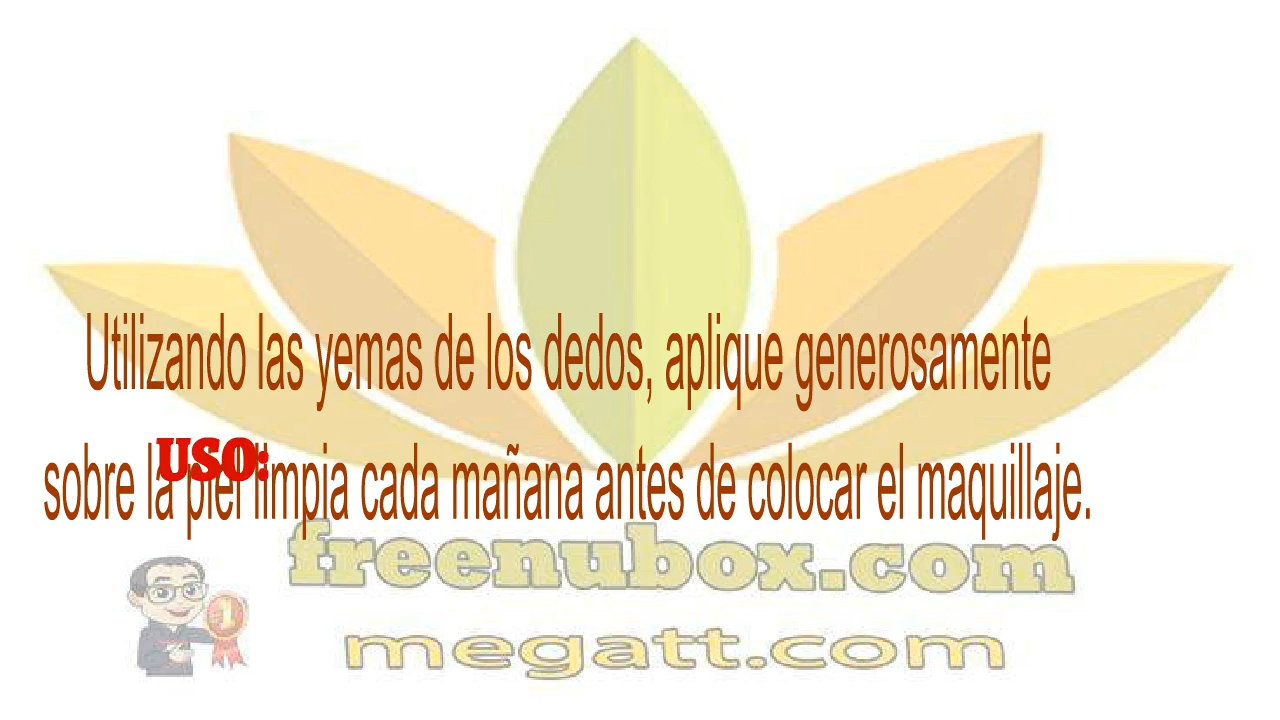 Utilizando las yemas de los dedos, aplique generosamente
USO:
sobre la piel limpia cada mañana antes de colocar el maquillaje.
freenubox.com
#1
megatt.com